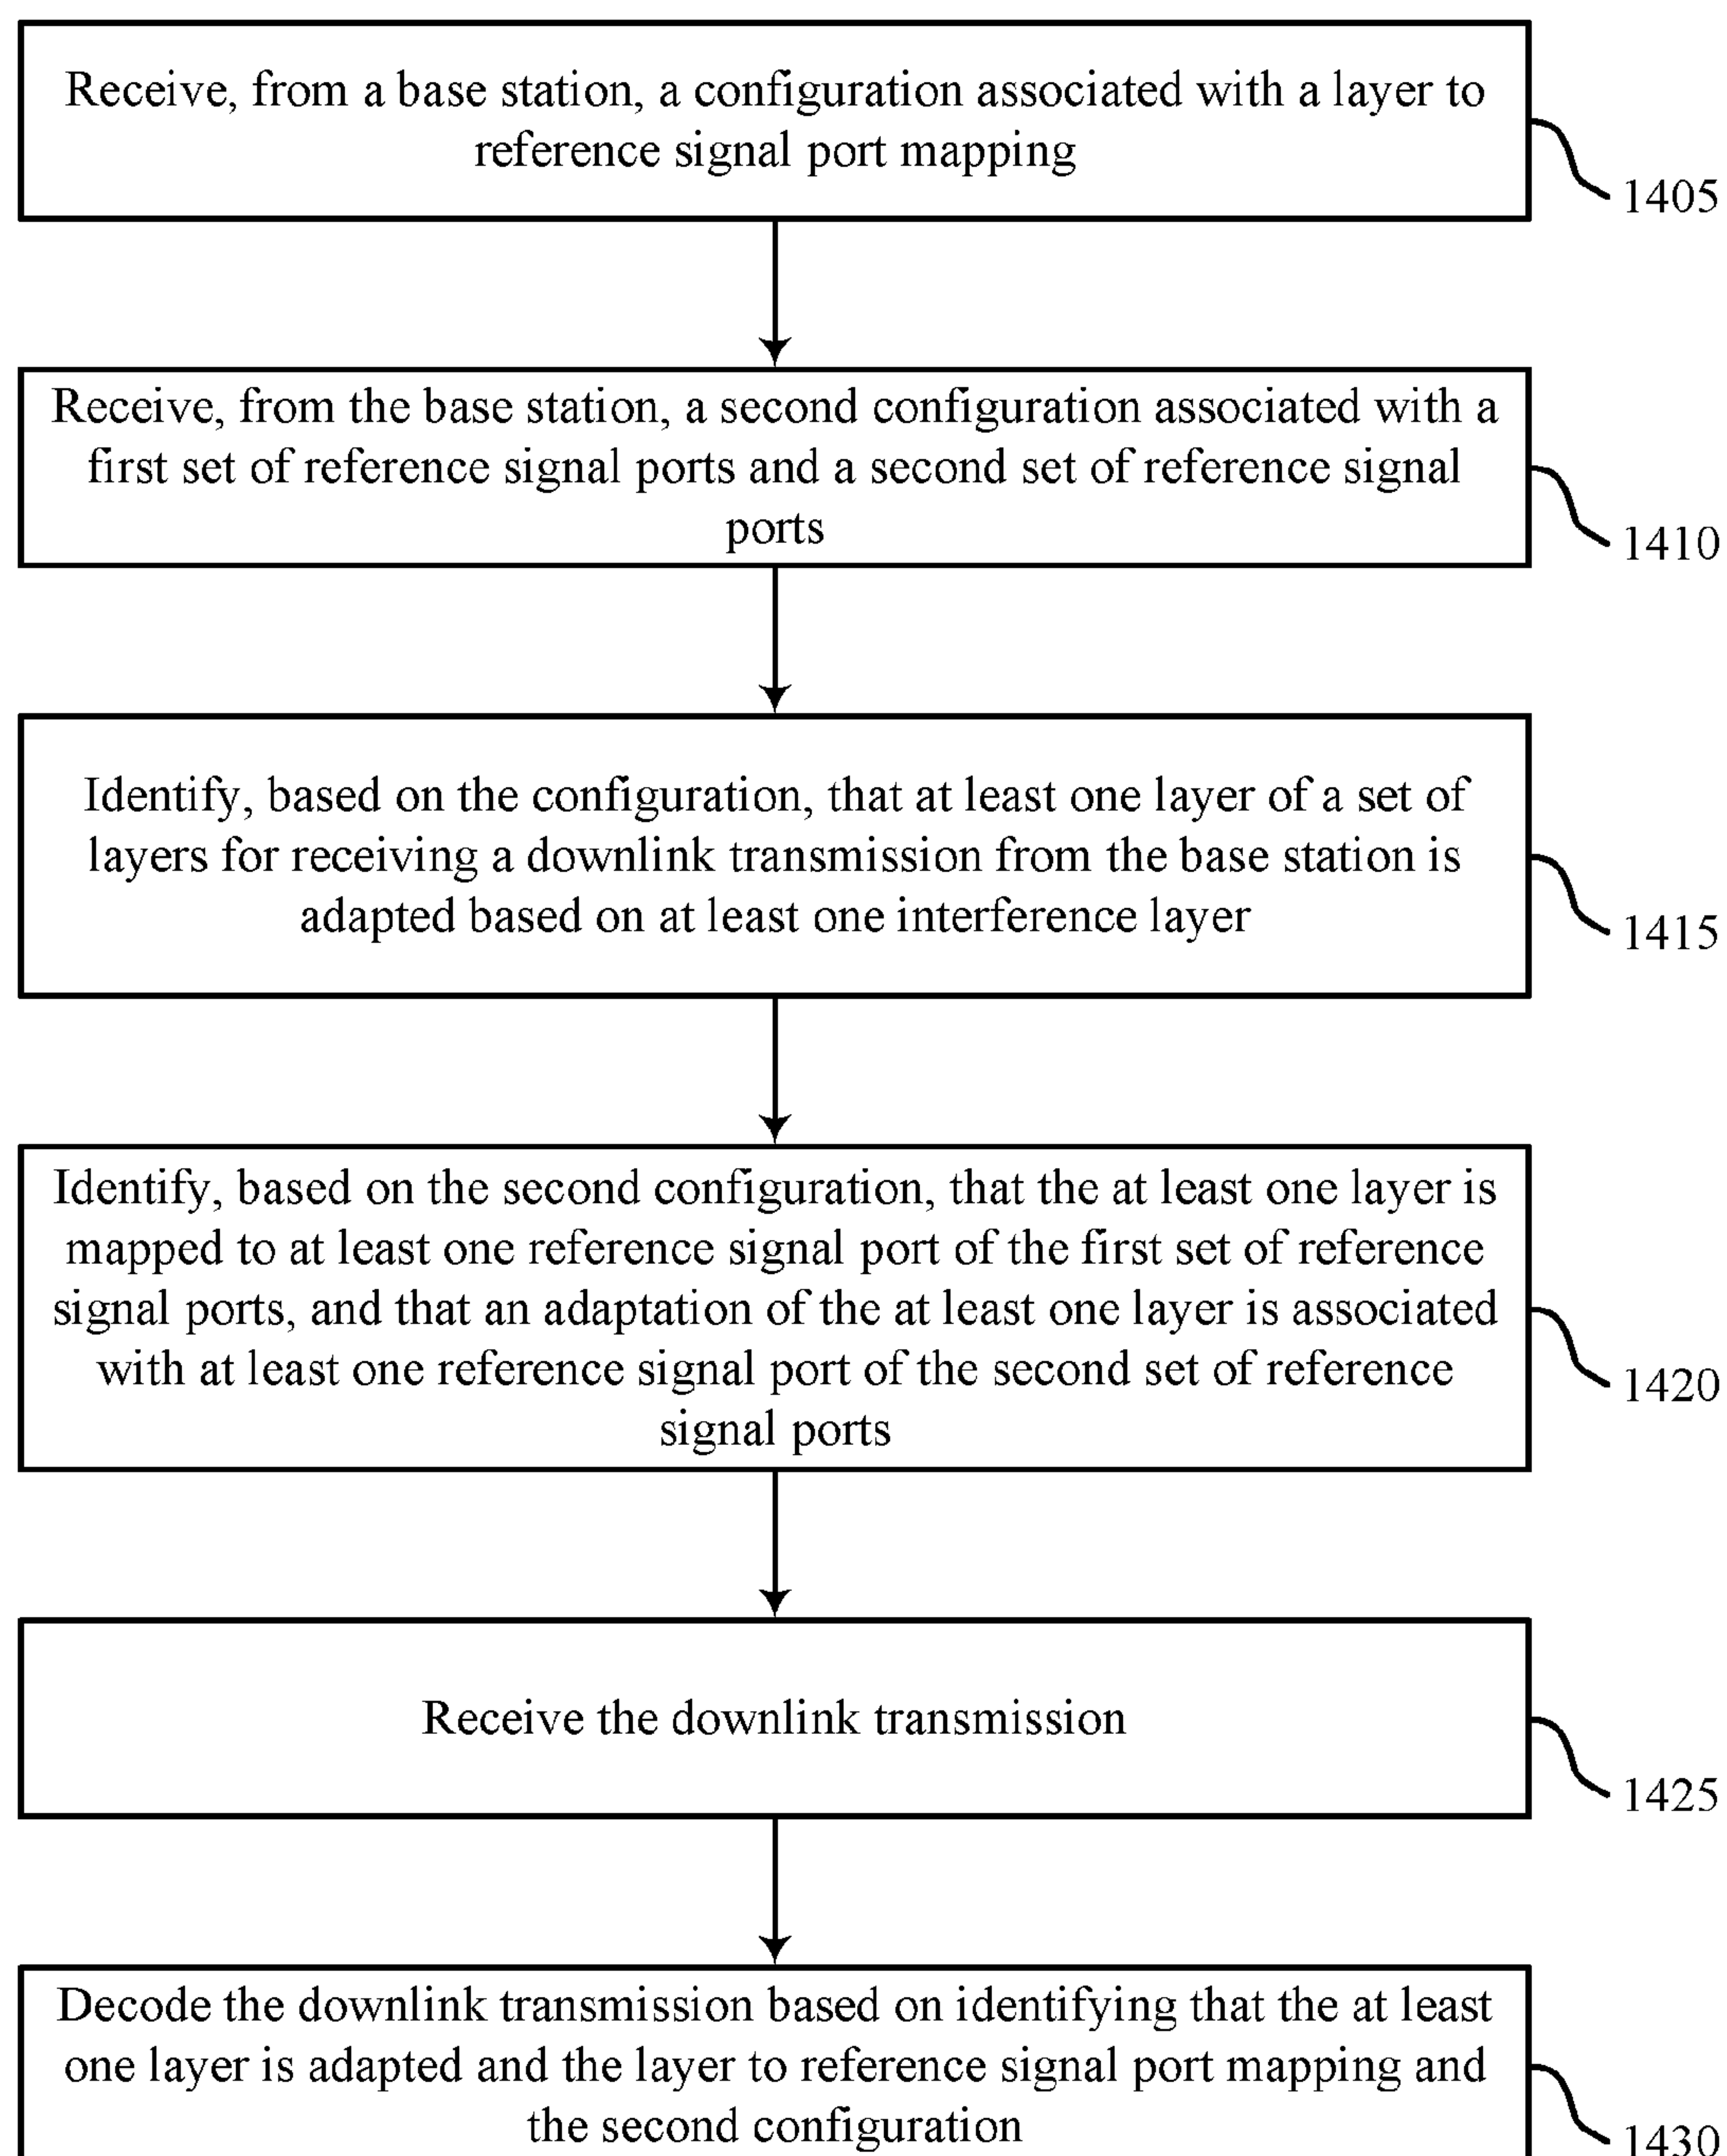 Receive, from a base station, a configuration associated with a layer to
reference signal port mapping
1405
Receive, from the base station, a second configuration associated with a
first set of reference signal ports and a second set of reference signal
ports
1410
Identify, based on the configuration, that at least one layer of a set of
layers for receiving a downlink transmission from the base station is
adapted based on at least one interference layer
1415
Identify, based on the second configuration, that the at least one layer is
mapped to at least one reference signal port of the first set of reference
signal ports, and that an adaptation of the at least one layer is associated
with at least one reference signal port of the second set of reference
signal ports
1420
Receive the downlink transmission
1425
Decode the downlink transmission based on identifying that the at least
one layer is adapted and the layer to reference signal port mapping and
the second configuration
1430